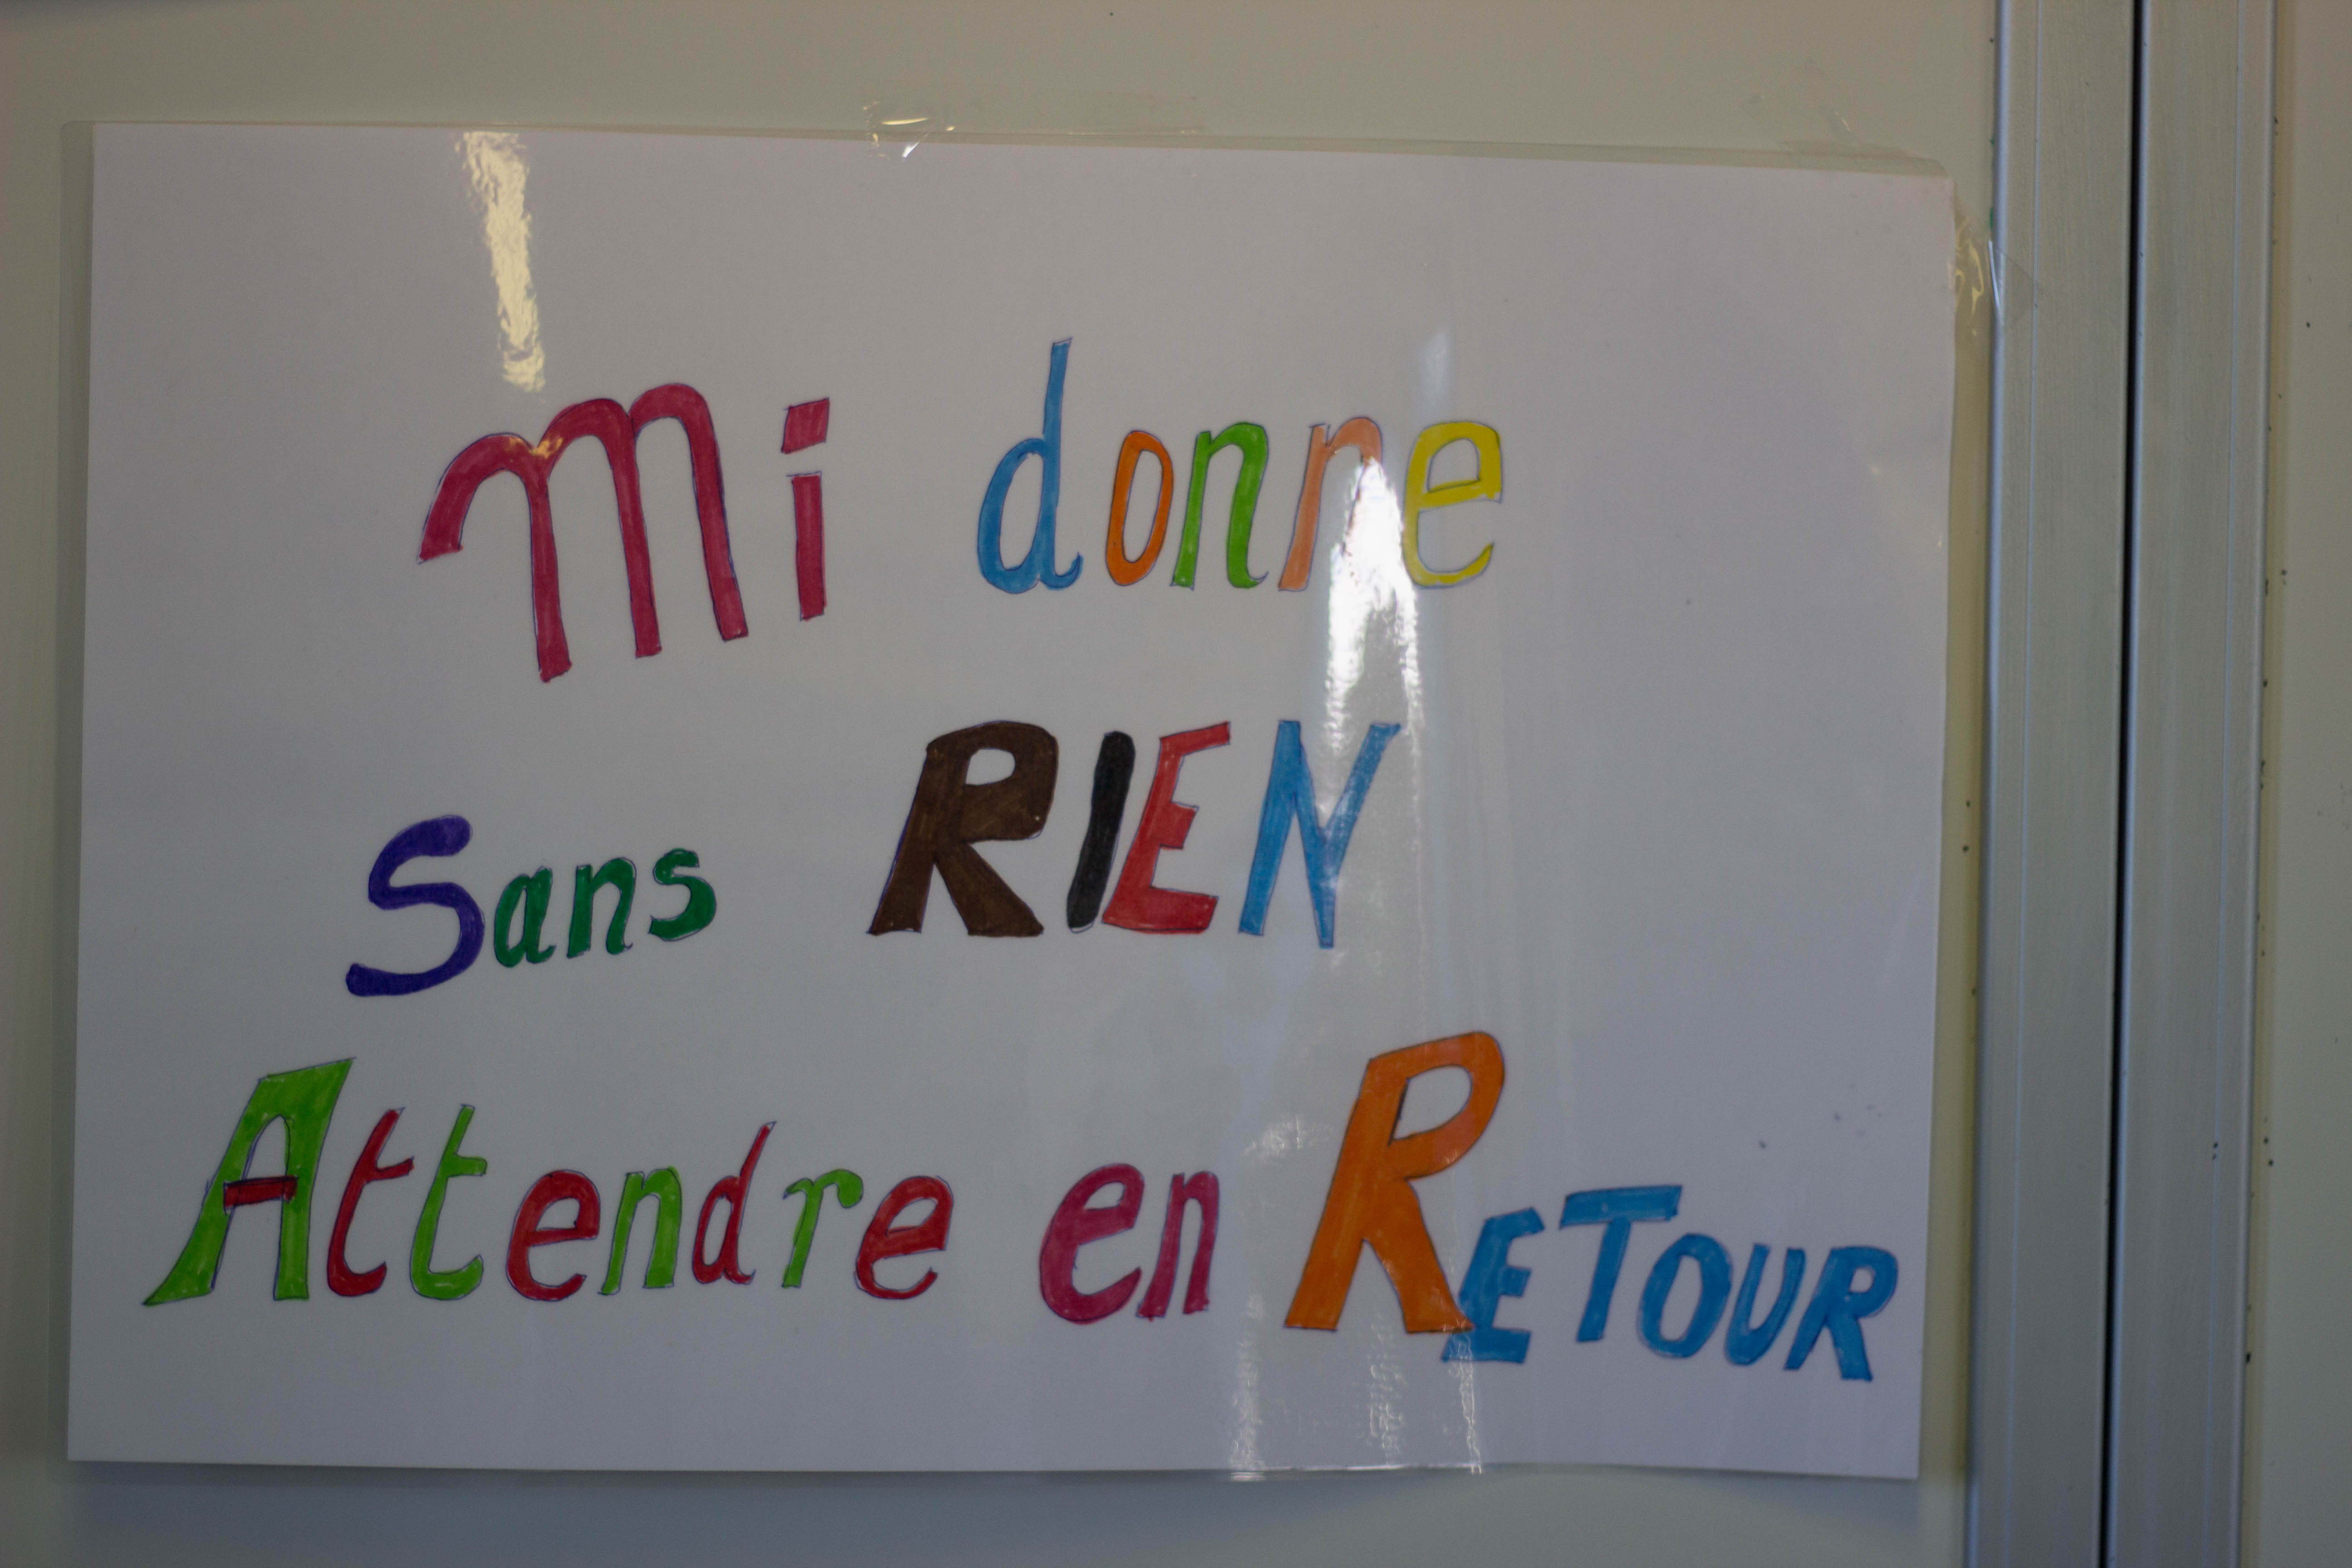 Mi donne
Sans RIEN
Attendre en RETOUR